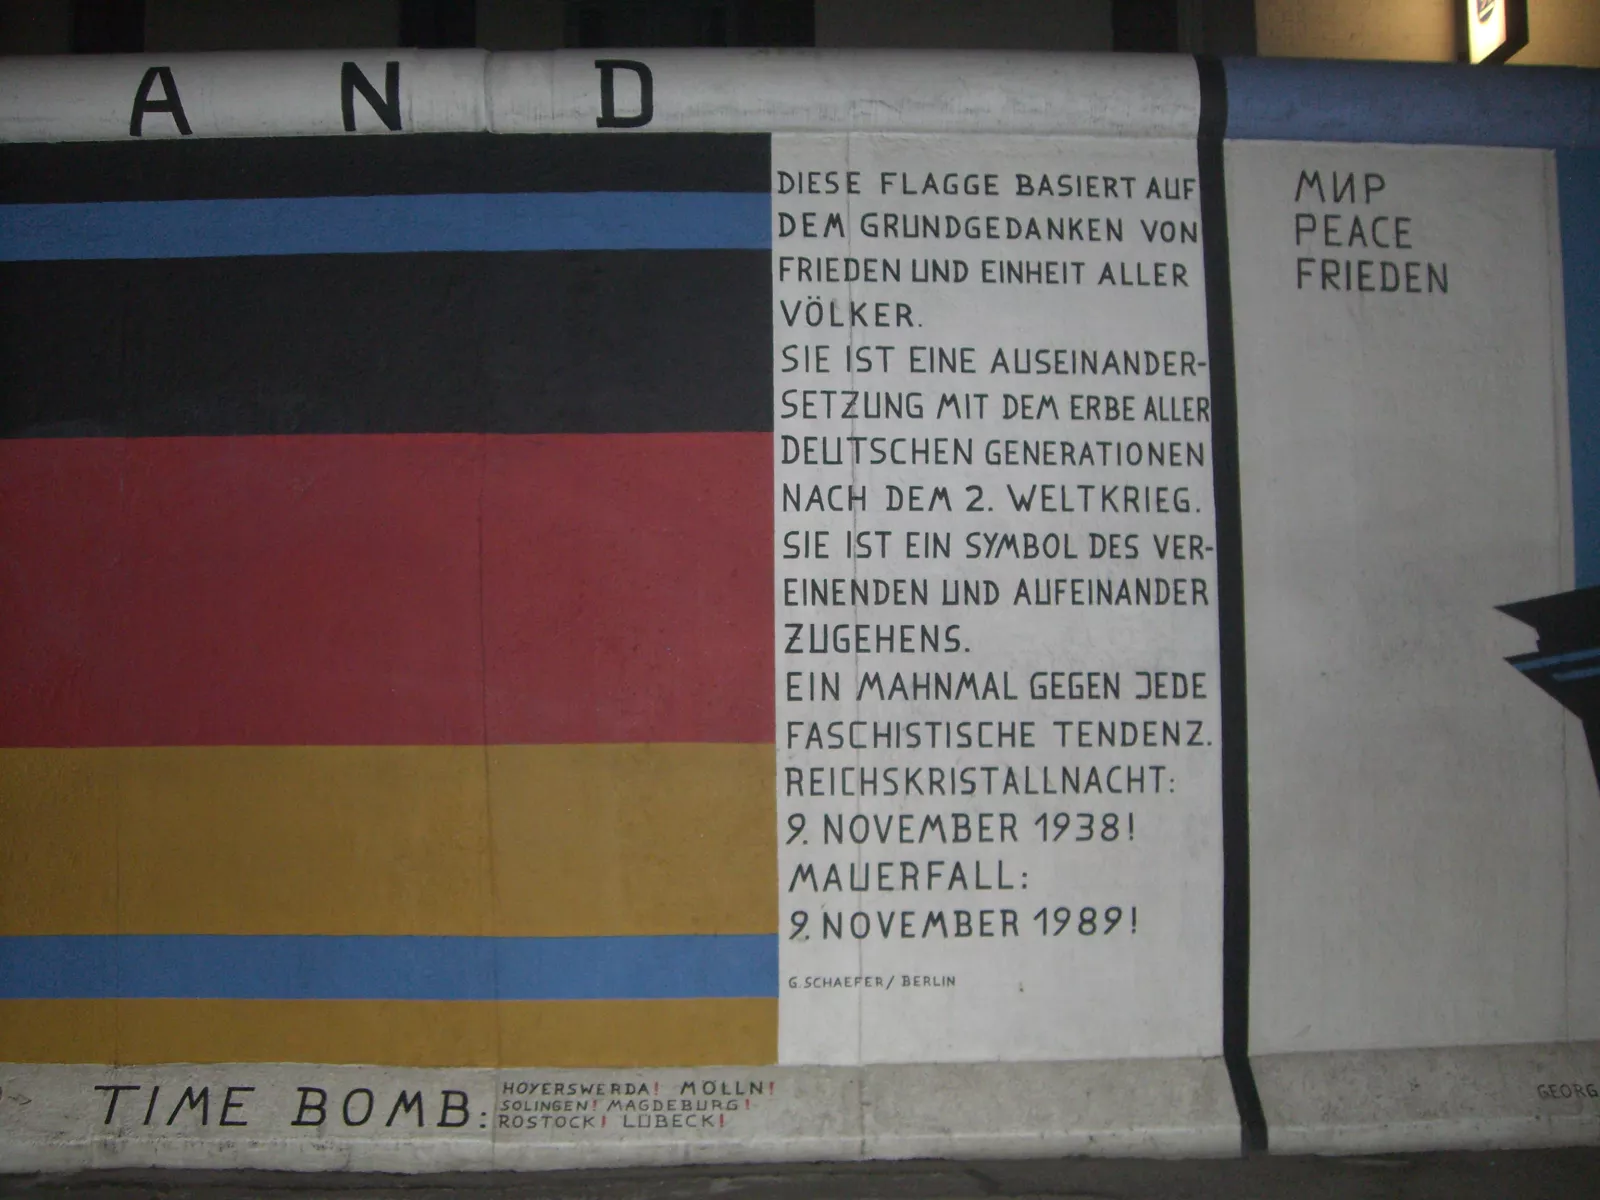 AND
DIESE FLAGGE BASIERT AUF
DEM GRUNDGEDANKEN VON
FRIEDEN UND EINHEIT ALLER
VÖLKER.
SIE IST EINE AUSEINANDER-
SETZUNG MIT DEM ERBE ALLER
DEUTSCHEN GENERATIONEN
NACH DEM 2. WELTKRIEG.
SIE IST EIN SYMBOL DES VER-
EINENDEN UND AUFEINANDER
ZUGEHENS.
EIN MAHNMAL GEGEN JEDE
FASCHISTISCHE TENDENZ.
REICHSKRISTALLNACHT:
9. NOVEMBER 1938!
MAUERFALL:
9. NOVEMBER 1989!
G. SCHAEFER/ BERLIN
TIME BOMB:
HOYERSWERDA! MÖLLN!
SOLINGEN! MAGDEBURG!
ROSTOCK! LÜBECK!
МИР
PEACE
FRIEDEN
GEORG